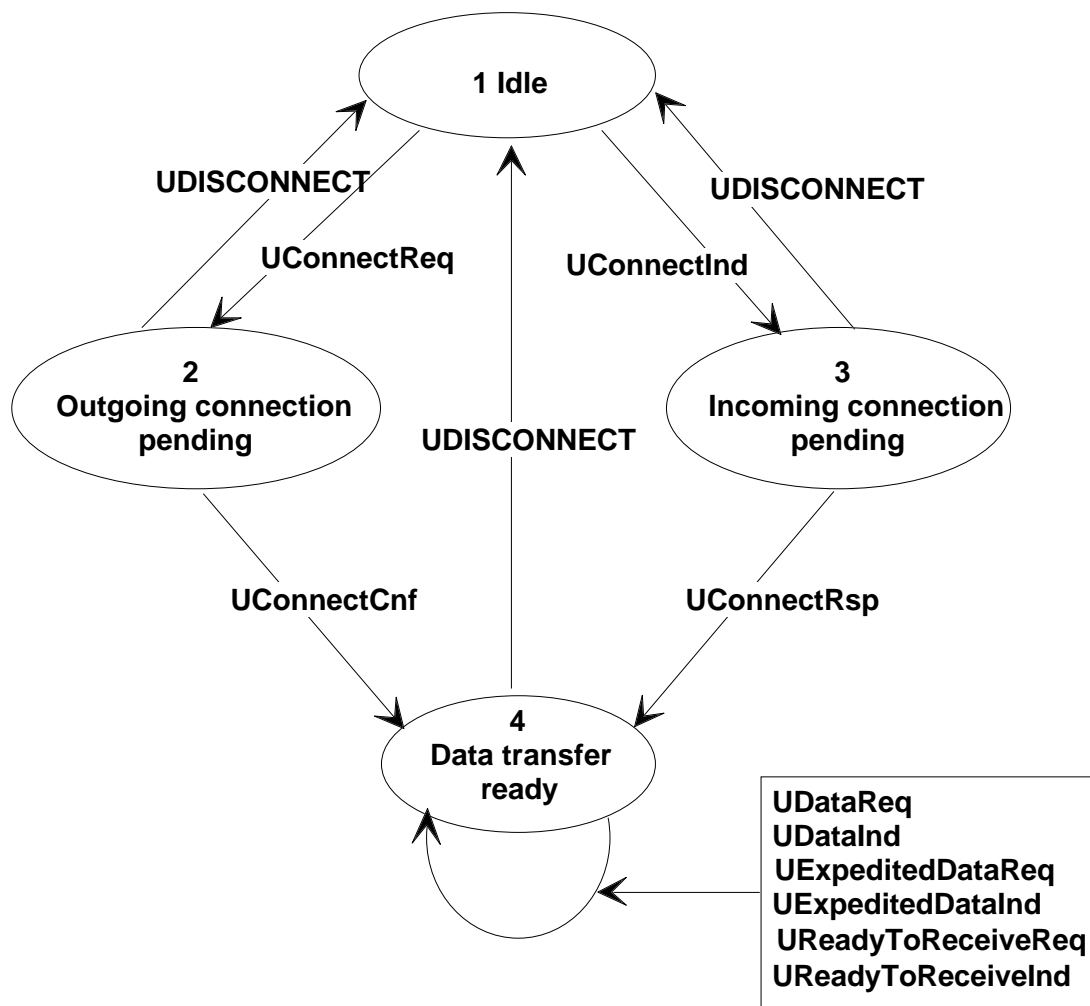 1 Idle
UDISCONNECT
UDISCONNECT
UConnectReq
UConnectInd
2
Outgoing connection
pending
3
Incoming connection
pending
UDISCONNECT
UConnectCnf
UConnectRsp
4
Data transfer
ready
UDataReq
UDataInd
UExpeditedDataReq
UExpeditedDataInd
UReadyToReceiveReq
UReadyToReceiveInd